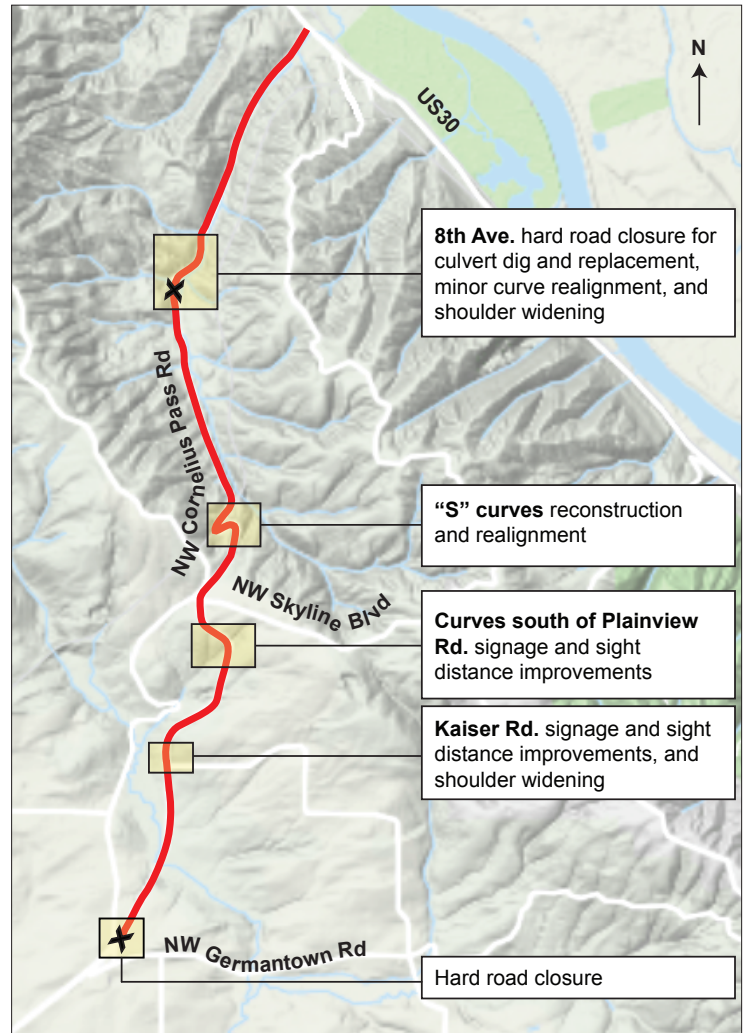 N
US30
8th Ave. hard road closure for
culvert dig and replacement,
minor curve realignment, and
shoulder widening
NW Cornelius Pass Rd
“S” curves reconstruction
and realignment
NW Skyline Blvd
Curves south of Plainview
Rd. signage and sight
distance improvements
Kaiser Rd. signage and sight
distance improvements, and
shoulder widening
NW Germantown Rd
Hard road closure